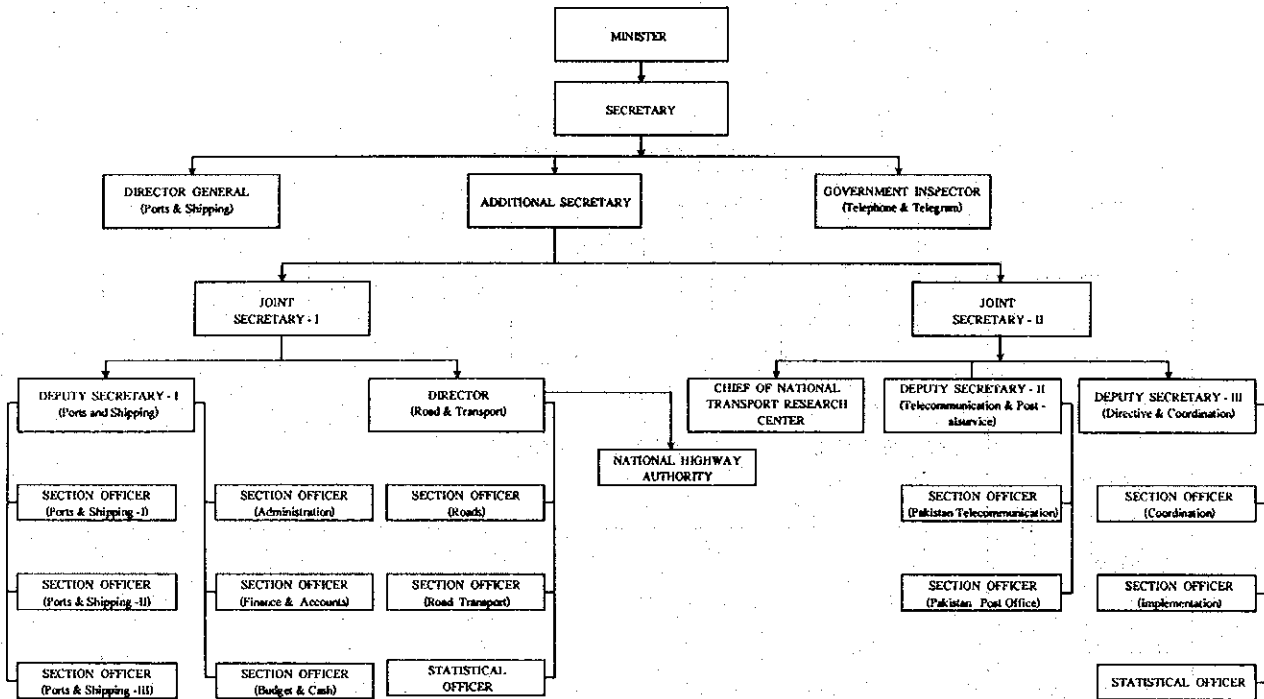 MINISTER
SECRETARY
DIRECTOR GENERAL
(Ports & Shipping)
ADDITIONAL SECRETARY
GOVERNMENT INSPECTOR
(Telephone & Telegram)
JOINT
SECRETARY - I
JOINT
SECRETARY - II
DEPUTY SECRETARY - I
(Ports and Shipping)
DIRECTOR
(Road & Transport)
CHIEF OF NATIONAL
TRANSPORT RESEARCH
CENTER
DEPUTY SECRETARY - II
(Telecommunication & Post -
alservice)
DEPUTY SECRETARY - III
(Directive & Coordination)
NATIONAL HIGHWAY
AUTHORITY
SECTION OFFICER
(Ports & Shipping -I)
SECTION OFFICER
(Administration)
SECTION OFFICER
(Roads)
SECTION OFFICER
(Pakistan Telecommunication)
SECTION OFFICER
(Coordination)
SECTION OFFICER
(Ports & Shipping -II)
SECTION OFFICER
(Finance & Accounts)
SECTION OFFICER
(Road Transport)
SECTION OFFICER
(Pakistan Post Office)
SECTION OFFICER
(implementation)
SECTION OFFICER
(Ports & Shipping -III)
SECTION OFFICER
(Budget & Cash)
STATISTICAL
OFFICER
STATISTICAL OFFICER